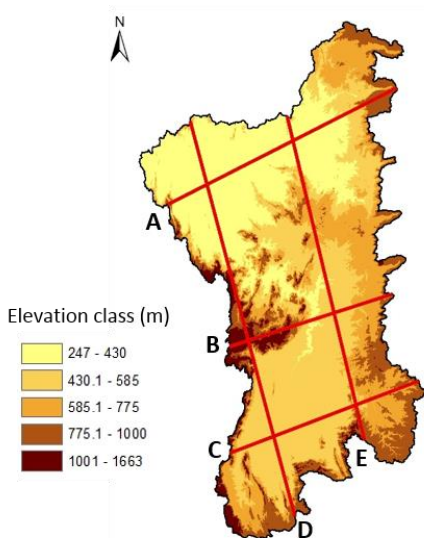 N
A
Elevation class (m)
247 - 430
430.1 - 585
585.1 - 775
775.1 - 1000
1001 - 1663
B
C
E
D